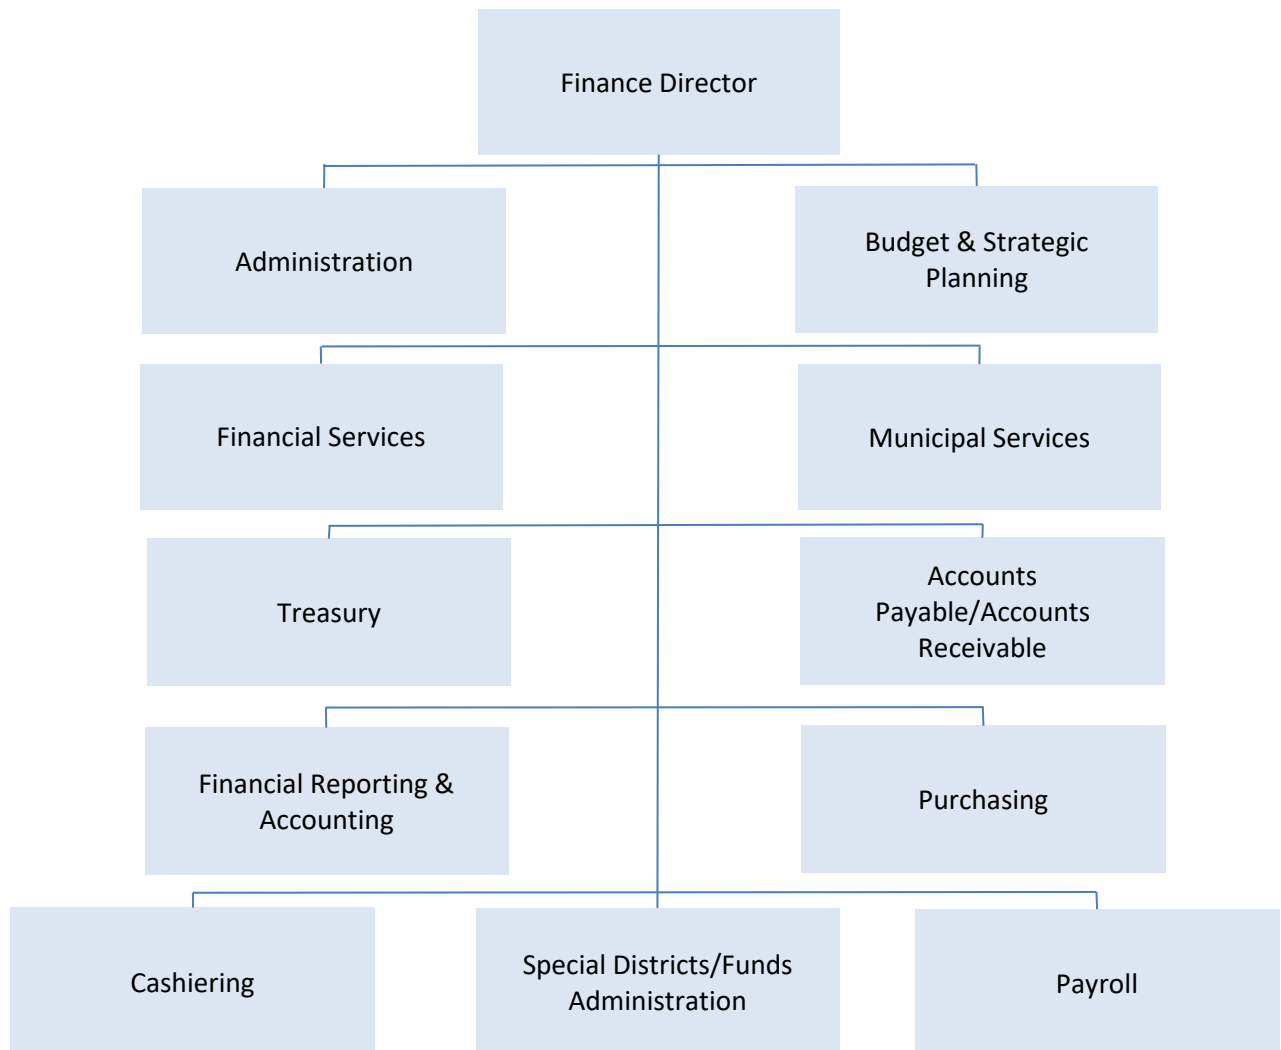 Finance Director
Administration
Budget & Strategic
Planning
Financial Services
Municipal Services
Treasury
Accounts
Payable/Accounts
Receivable
Financial Reporting &
Accounting
Purchasing
Cashiering
Special Districts/Funds
Administration
Payroll